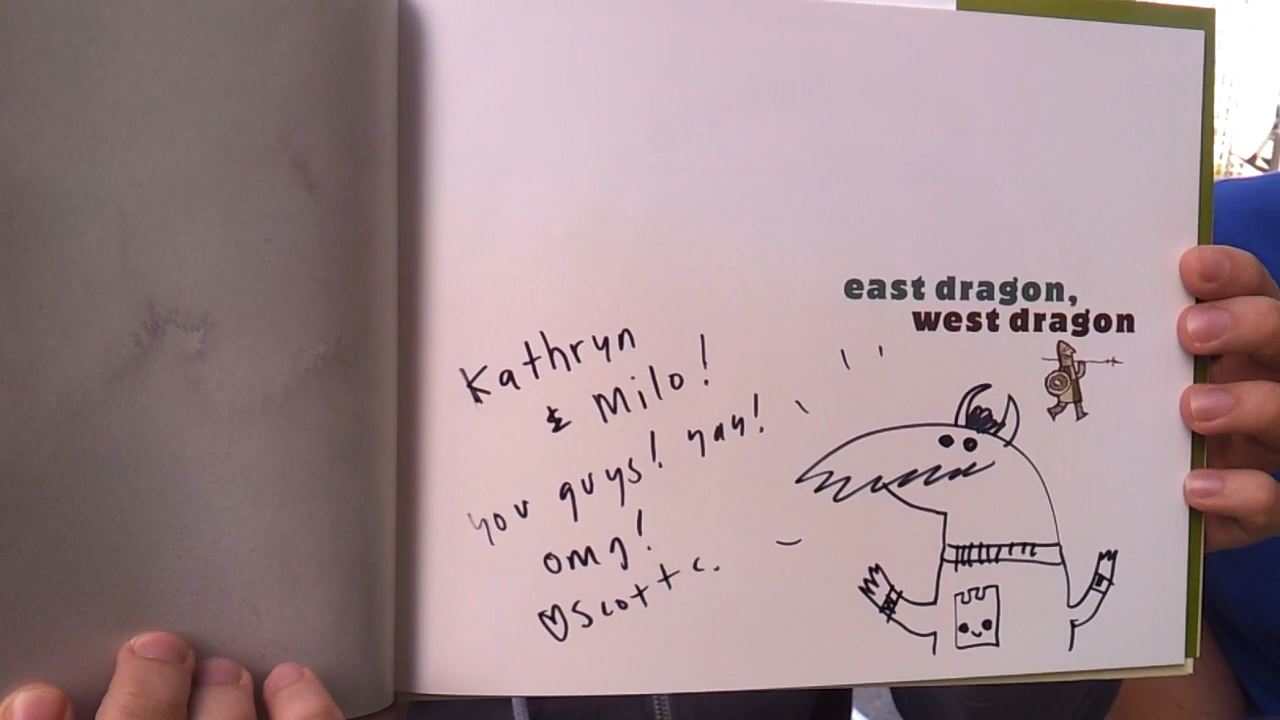 east dragon,
west dragon
Kathryn
& Milo!
you guys! yay!
omg!
♡ Scott C.